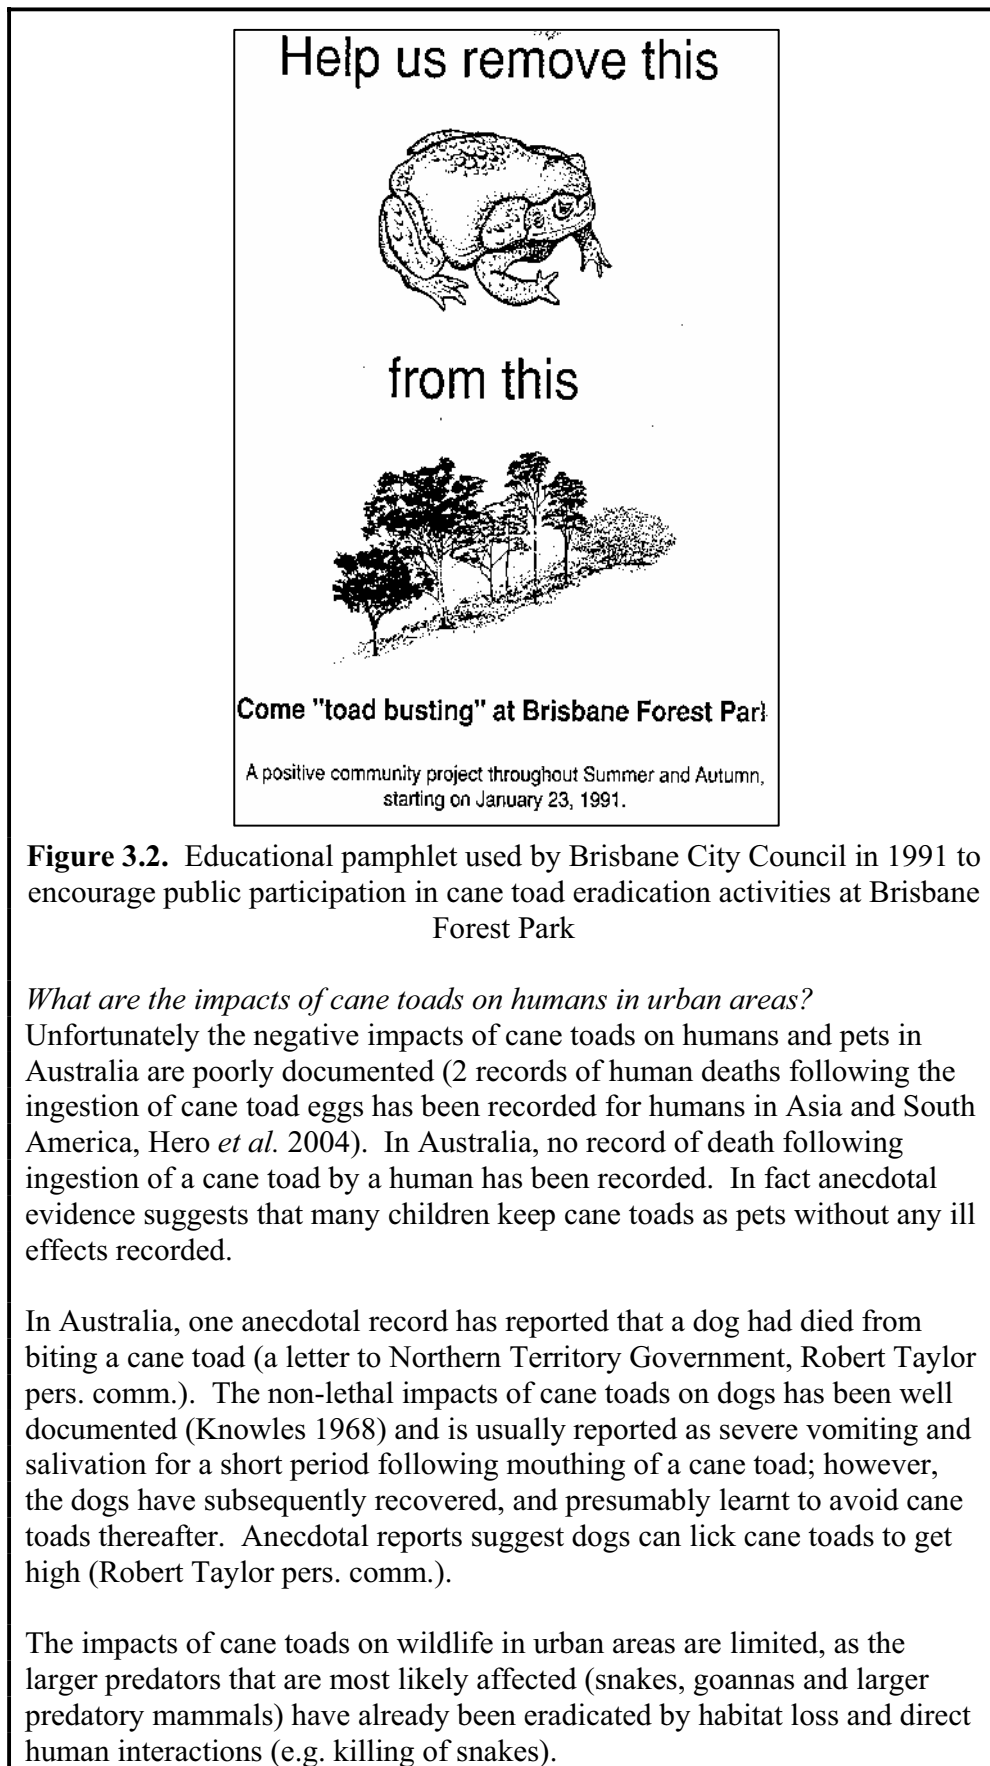 Help us remove this
from this
Come "toad busting" at Brisbane Forest Park
A positive community project throughout Summer and Autumn,
starting on January 23, 1991.
Figure 3.2. Educational pamphlet used by Brisbane City Council in 1991 to
encourage public participation in cane toad eradication activities at Brisbane
Forest Park
What are the impacts of cane toads on humans in urban areas?
Unfortunately the negative impacts of cane toads on humans and pets in
Australia are poorly documented (2 records of human deaths following the
ingestion of cane toad eggs has been recorded for humans in Asia and South
America, Hero et al. 2004). In Australia, no record of death following
ingestion of a cane toad by a human has been recorded. In fact anecdotal
evidence suggests that many children keep cane toads as pets without any ill
effects recorded.
In Australia, one anecdotal record has reported that a dog had died from
biting a cane toad (a letter to Northern Territory Government, Robert Taylor
pers. comm.). The non-lethal impacts of cane toads on dogs has been well
documented (Knowles 1968) and is usually reported as severe vomiting and
salivation for a short period following mouthing of a cane toad; however,
the dogs have subsequently recovered, and presumably learnt to avoid cane
toads thereafter. Anecdotal reports suggest dogs can lick cane toads to get
high (Robert Taylor pers. comm.).
The impacts of cane toads on wildlife in urban areas are limited, as the
larger predators that are most likely affected (snakes, goannas and larger
predatory mammals) have already been eradicated by habitat loss and direct
human interactions (e.g. killing of snakes).